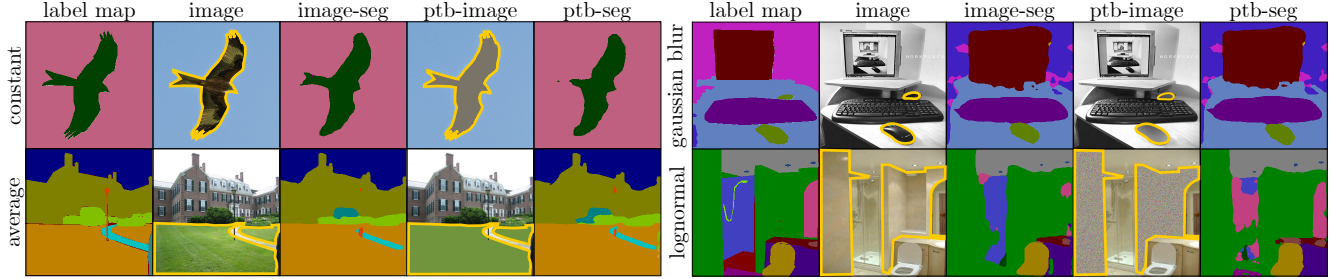 label map image image-seg ptb-image ptb-seg
constant
average
label map image image-seg ptb-image ptb-seg
gaussian blur
WORKPLACE
lognormal